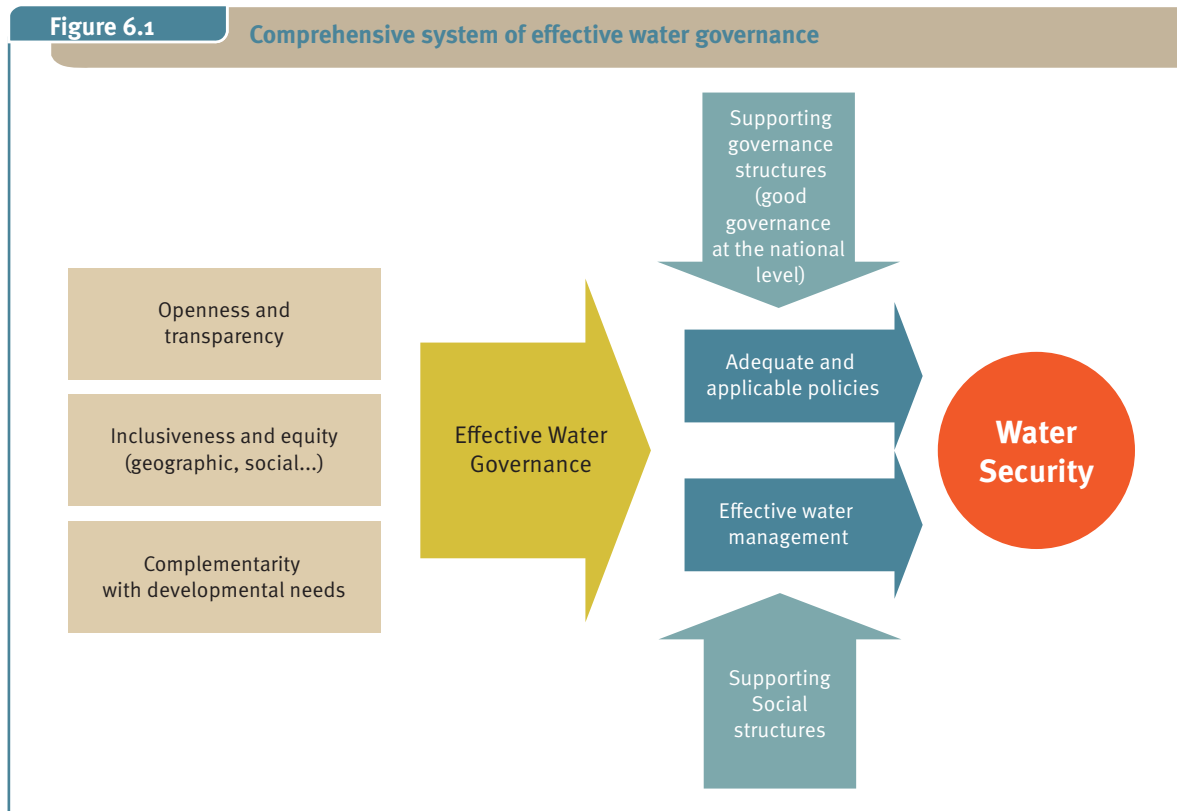 Figure 6.1
Comprehensive system of effective water governance
Openness and
transparency
Inclusiveness and equity
(geographic, social...)
Complementarity
with developmental needs
Effective Water
Governance
Supporting
governance
structures
(good
governance
at the national
level)
Adequate and
applicable policies
Effective water
management
Supporting
Social
structures
Water
Security